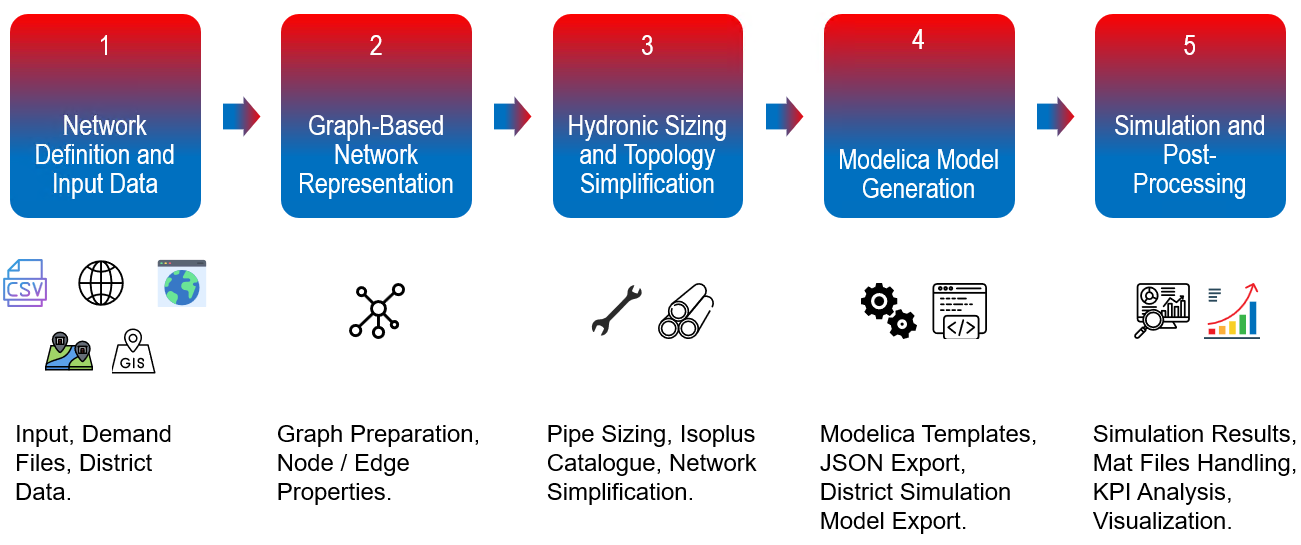 1
Network
Definition and
Input Data
2
Graph-Based
Network
Representation
3
Hydronic Sizing
and Topology
Simplification
4
Modelica Model
Generation
5
Simulation and
Post-
Processing
CSV
GIS
</>
Input, Demand
Files, District
Data.
Graph Preparation,
Node / Edge
Properties.
Pipe Sizing, Isoplus
Catalogue, Network
Simplification.
Modelica Templates,
JSON Export,
District Simulation
Model Export.
Simulation Results,
Mat Files Handling,
KPI Analysis,
Visualization.